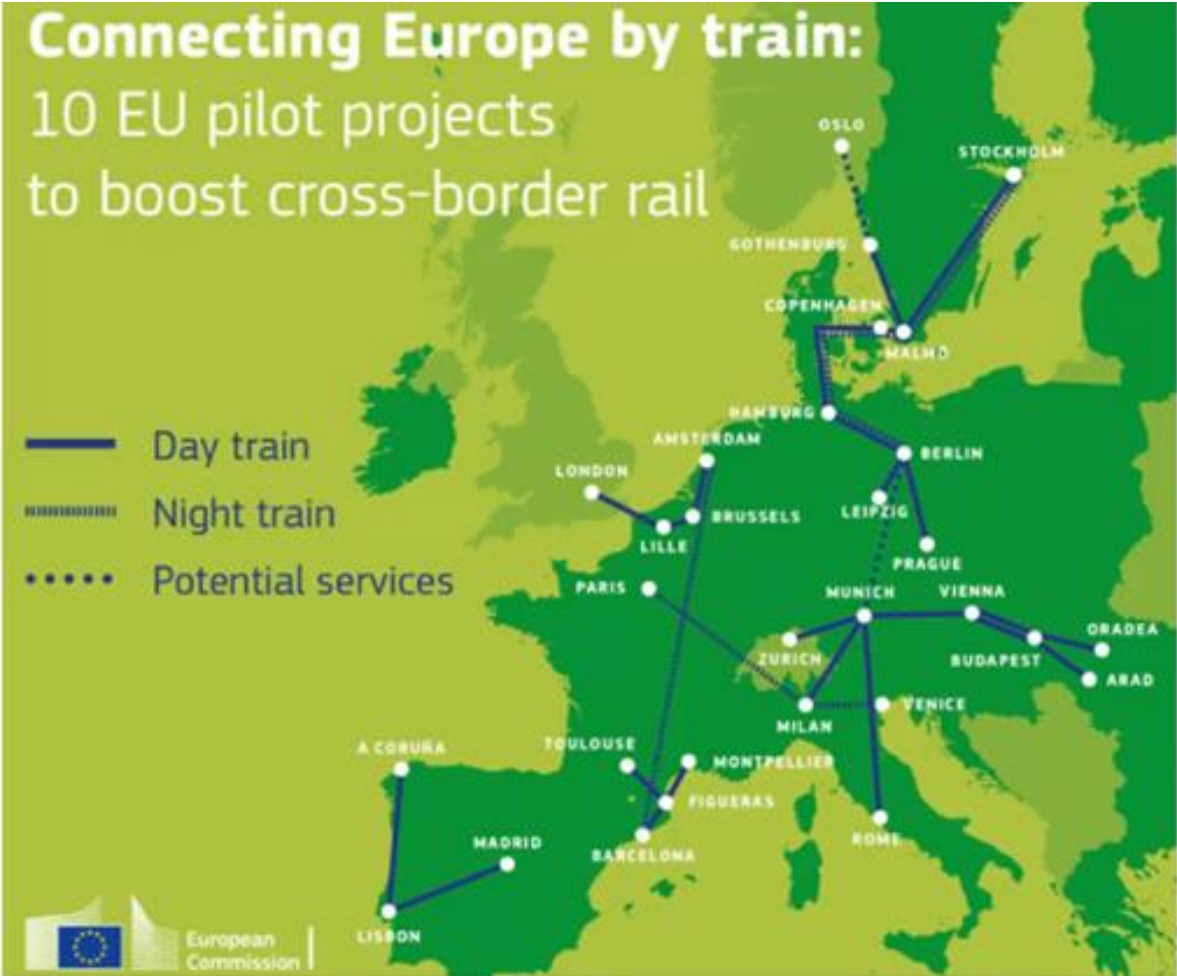 Connecting Europe by train:
10 EU pilot projects
to boost cross-border rail
OSLO
STOCKHOLM
GOTHENBURG
COPENHAGEN
MALMÖ
HAMBURG
AMSTERDAM
BERLIN
Day train
LONDON
Night train
LEIPZIG
BRUSSELS
LILLE
PRAGUE
Potential services
PARIS
MUNICH
VIENNA
ORADEA
ZURICH
BUDAPEST
ARAD
VENICE
MILAN
A CORUÑA
TOULOUSE
MONTPELLIER
FIGUERAS
ROME
MADRID
BARCELONA
LISBON
European
Commission